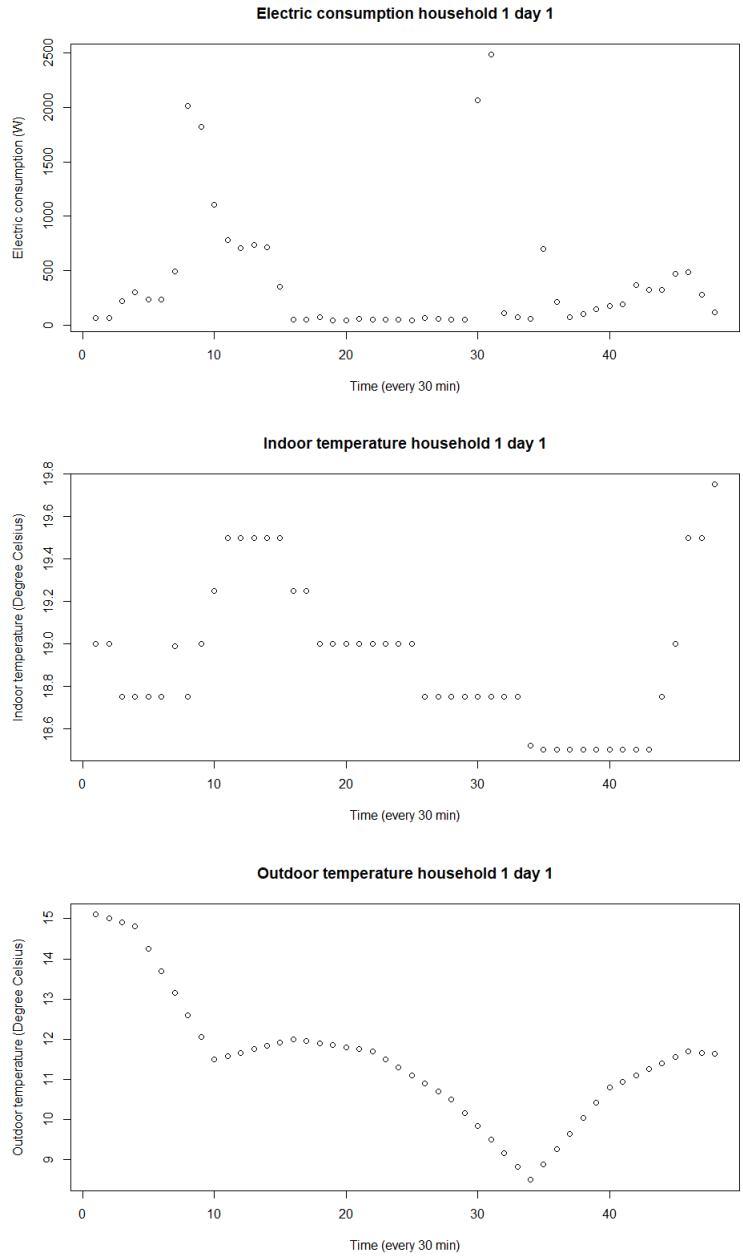 Electric consumption household 1 day 1
Electric consumption (W)
2500
2000
1500
1000
500
0
0 10 20 30 40
Time (every 30 min)
Indoor temperature household 1 day 1
Indoor temperature (Degree Celsius)
19.8
19.6
19.4
19.2
19.0
18.8
18.6
0 10 20 30 40
Time (every 30 min)
Outdoor temperature household 1 day 1
Outdoor temperature (Degree Celsius)
15
14
13
12
11
10
9
0 10 20 30 40
Time (every 30 min)